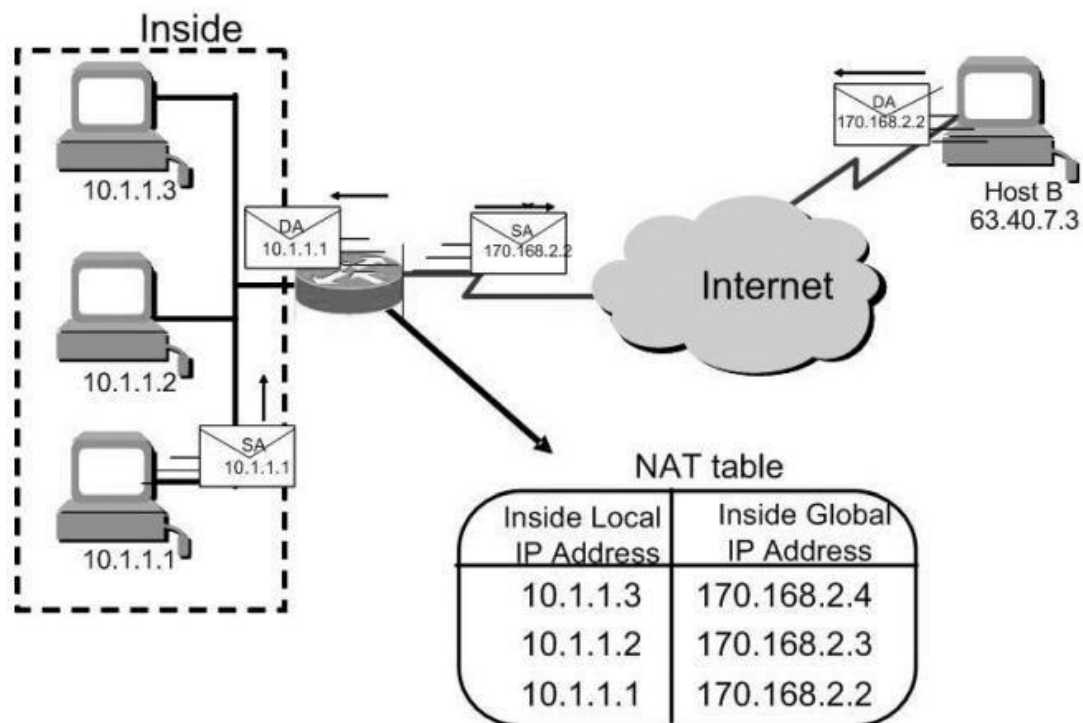 Inside
10.1.1.3
10.1.1.2
10.1.1.1
SA
10.1.1.1
DA
10.1.1.1
SA
170.168.2.2
DA
170.168.2.2
Host B
63.40.7.3
Internet
NAT table
Inside Local
IP Address
Inside Global
IP Address
10.1.1.3 170.168.2.4
10.1.1.2 170.168.2.3
10.1.1.1 170.168.2.2